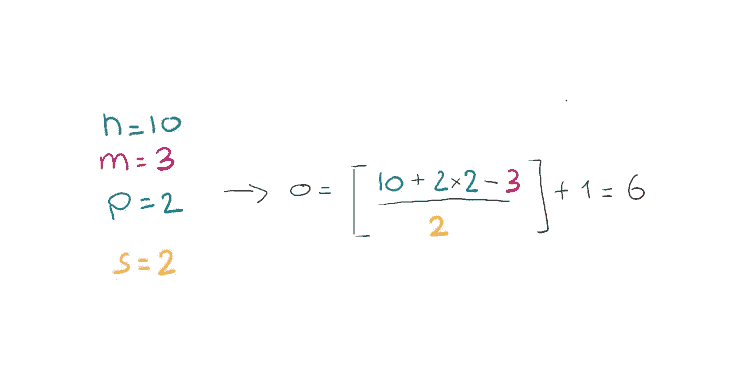 n=10
m=3
p=2
s=2
→ o = [ (10+2×2-3) / 2 ] + 1 = 6